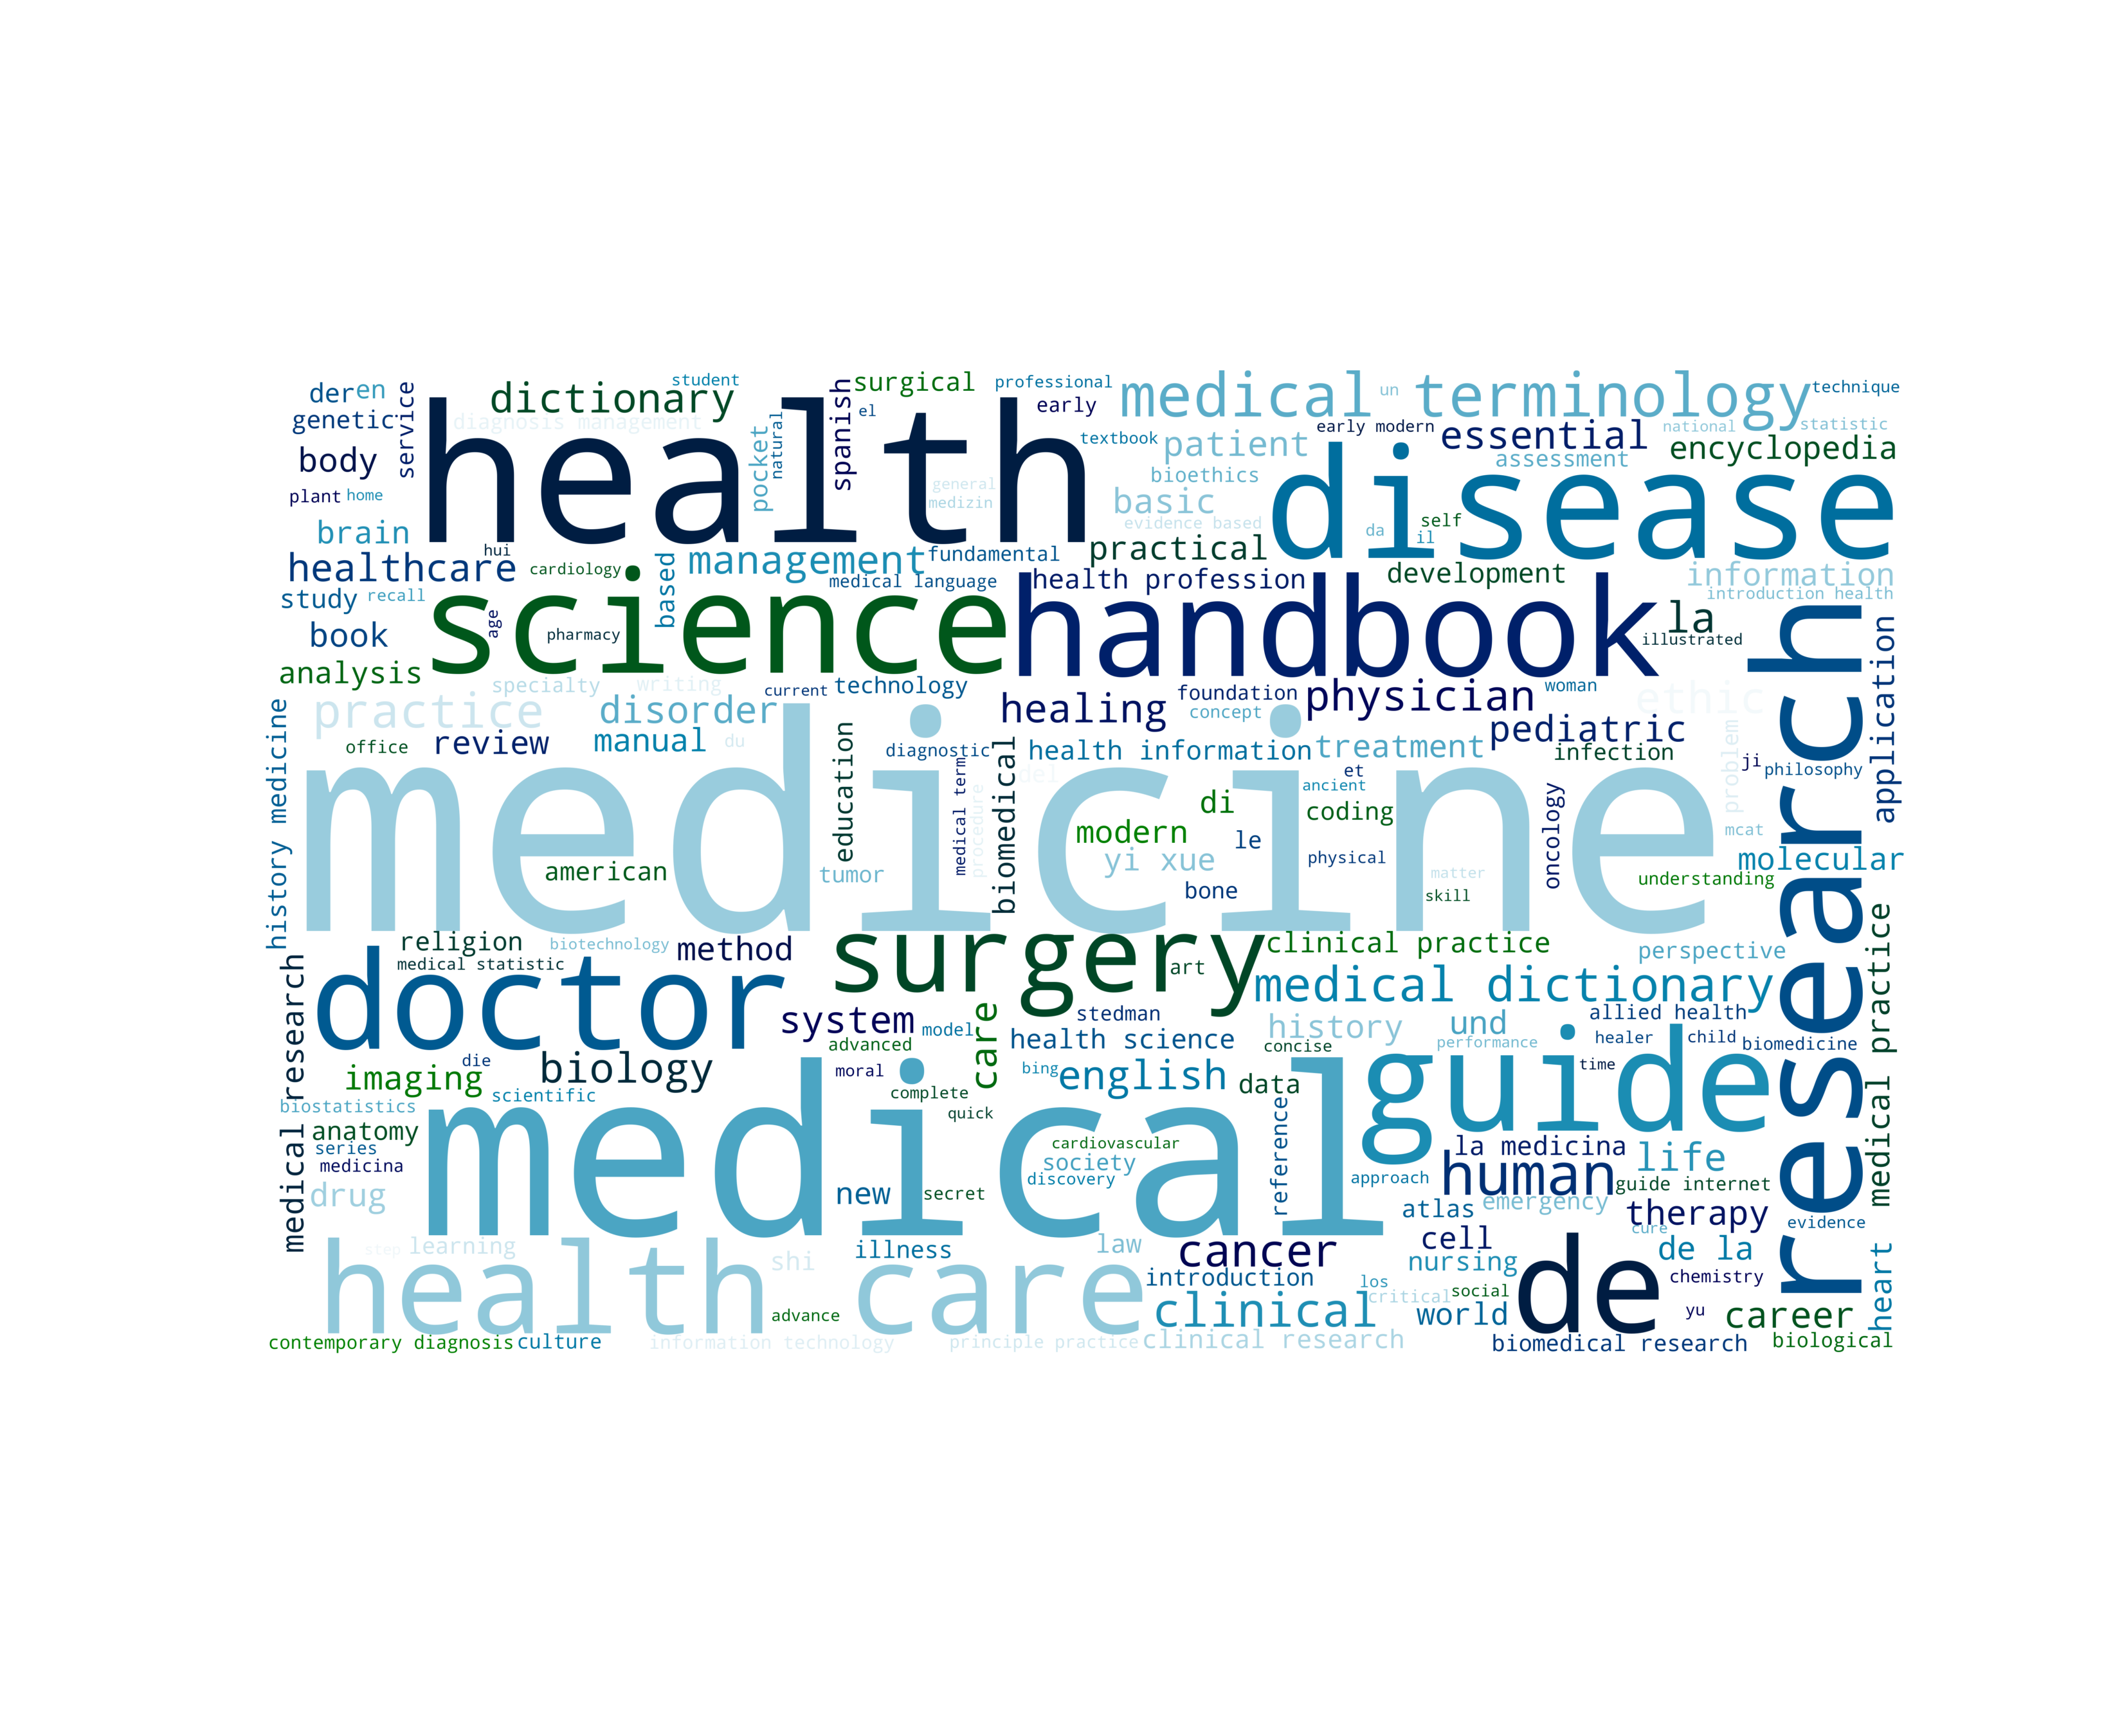 der
en
service
dictionary
student
natural
spanish
surgical
el
professional
early
medical terminology
un
technique
genetic
diagnosis management
pocket
health
textbook
patient
early modern
essential
national
statistic
encyclopedia
body
general
medizin
bioethics
assessment
disease
plant
home
basic
evidence based
da
self
il
brain
hui
practical
healthcare
cardiology
based
management
fundamental
development
information
study
recall
medical language
health profession
introduction health
science
handbook
la
illustrated
book
age
pharmacy
analysis
specialty
writing
current
technology
foundation
physician
woman
ethic
application
research
history medicine
practice
disorder
healing
concept
pediatric
office
review
manual
du
education
diagnostic
health information
treatment
infection
problem
ji
philosophy
medicine
medical term
procedure
biomedical
del
et
ancient
oncology
di
coding
modern
le
mcat
american
tumor
yi xue
physical
matter
molecular
bone
skill
understanding
religion
biotechnology
method
surgery
clinical practice
perspective
medical practice
medical statistic
art
medical research
doctor
medical dictionary
system
model
care
stedman
history
und
allied health
advanced
health science
concise
performance
healer
child
biomedicine
die
biology
moral
bing
english
data
guide
time
imaging
scientific
complete
quick
biostatistics
anatomy
series
medicina
medical
cardiovascular
society
discovery
reference
la medicina
approach
human
life
guide internet
drug
new
secret
atlas
emergency
therapy
evidence
cure
step
learning
shi
illness
law
cancer
cell
nursing
de la
health care
introduction
los
critical
social
de
chemistry
heart
advance
clinical
world
yu
career
contemporary diagnosis
culture
information technology
principle practice
clinical research
biomedical research
biological